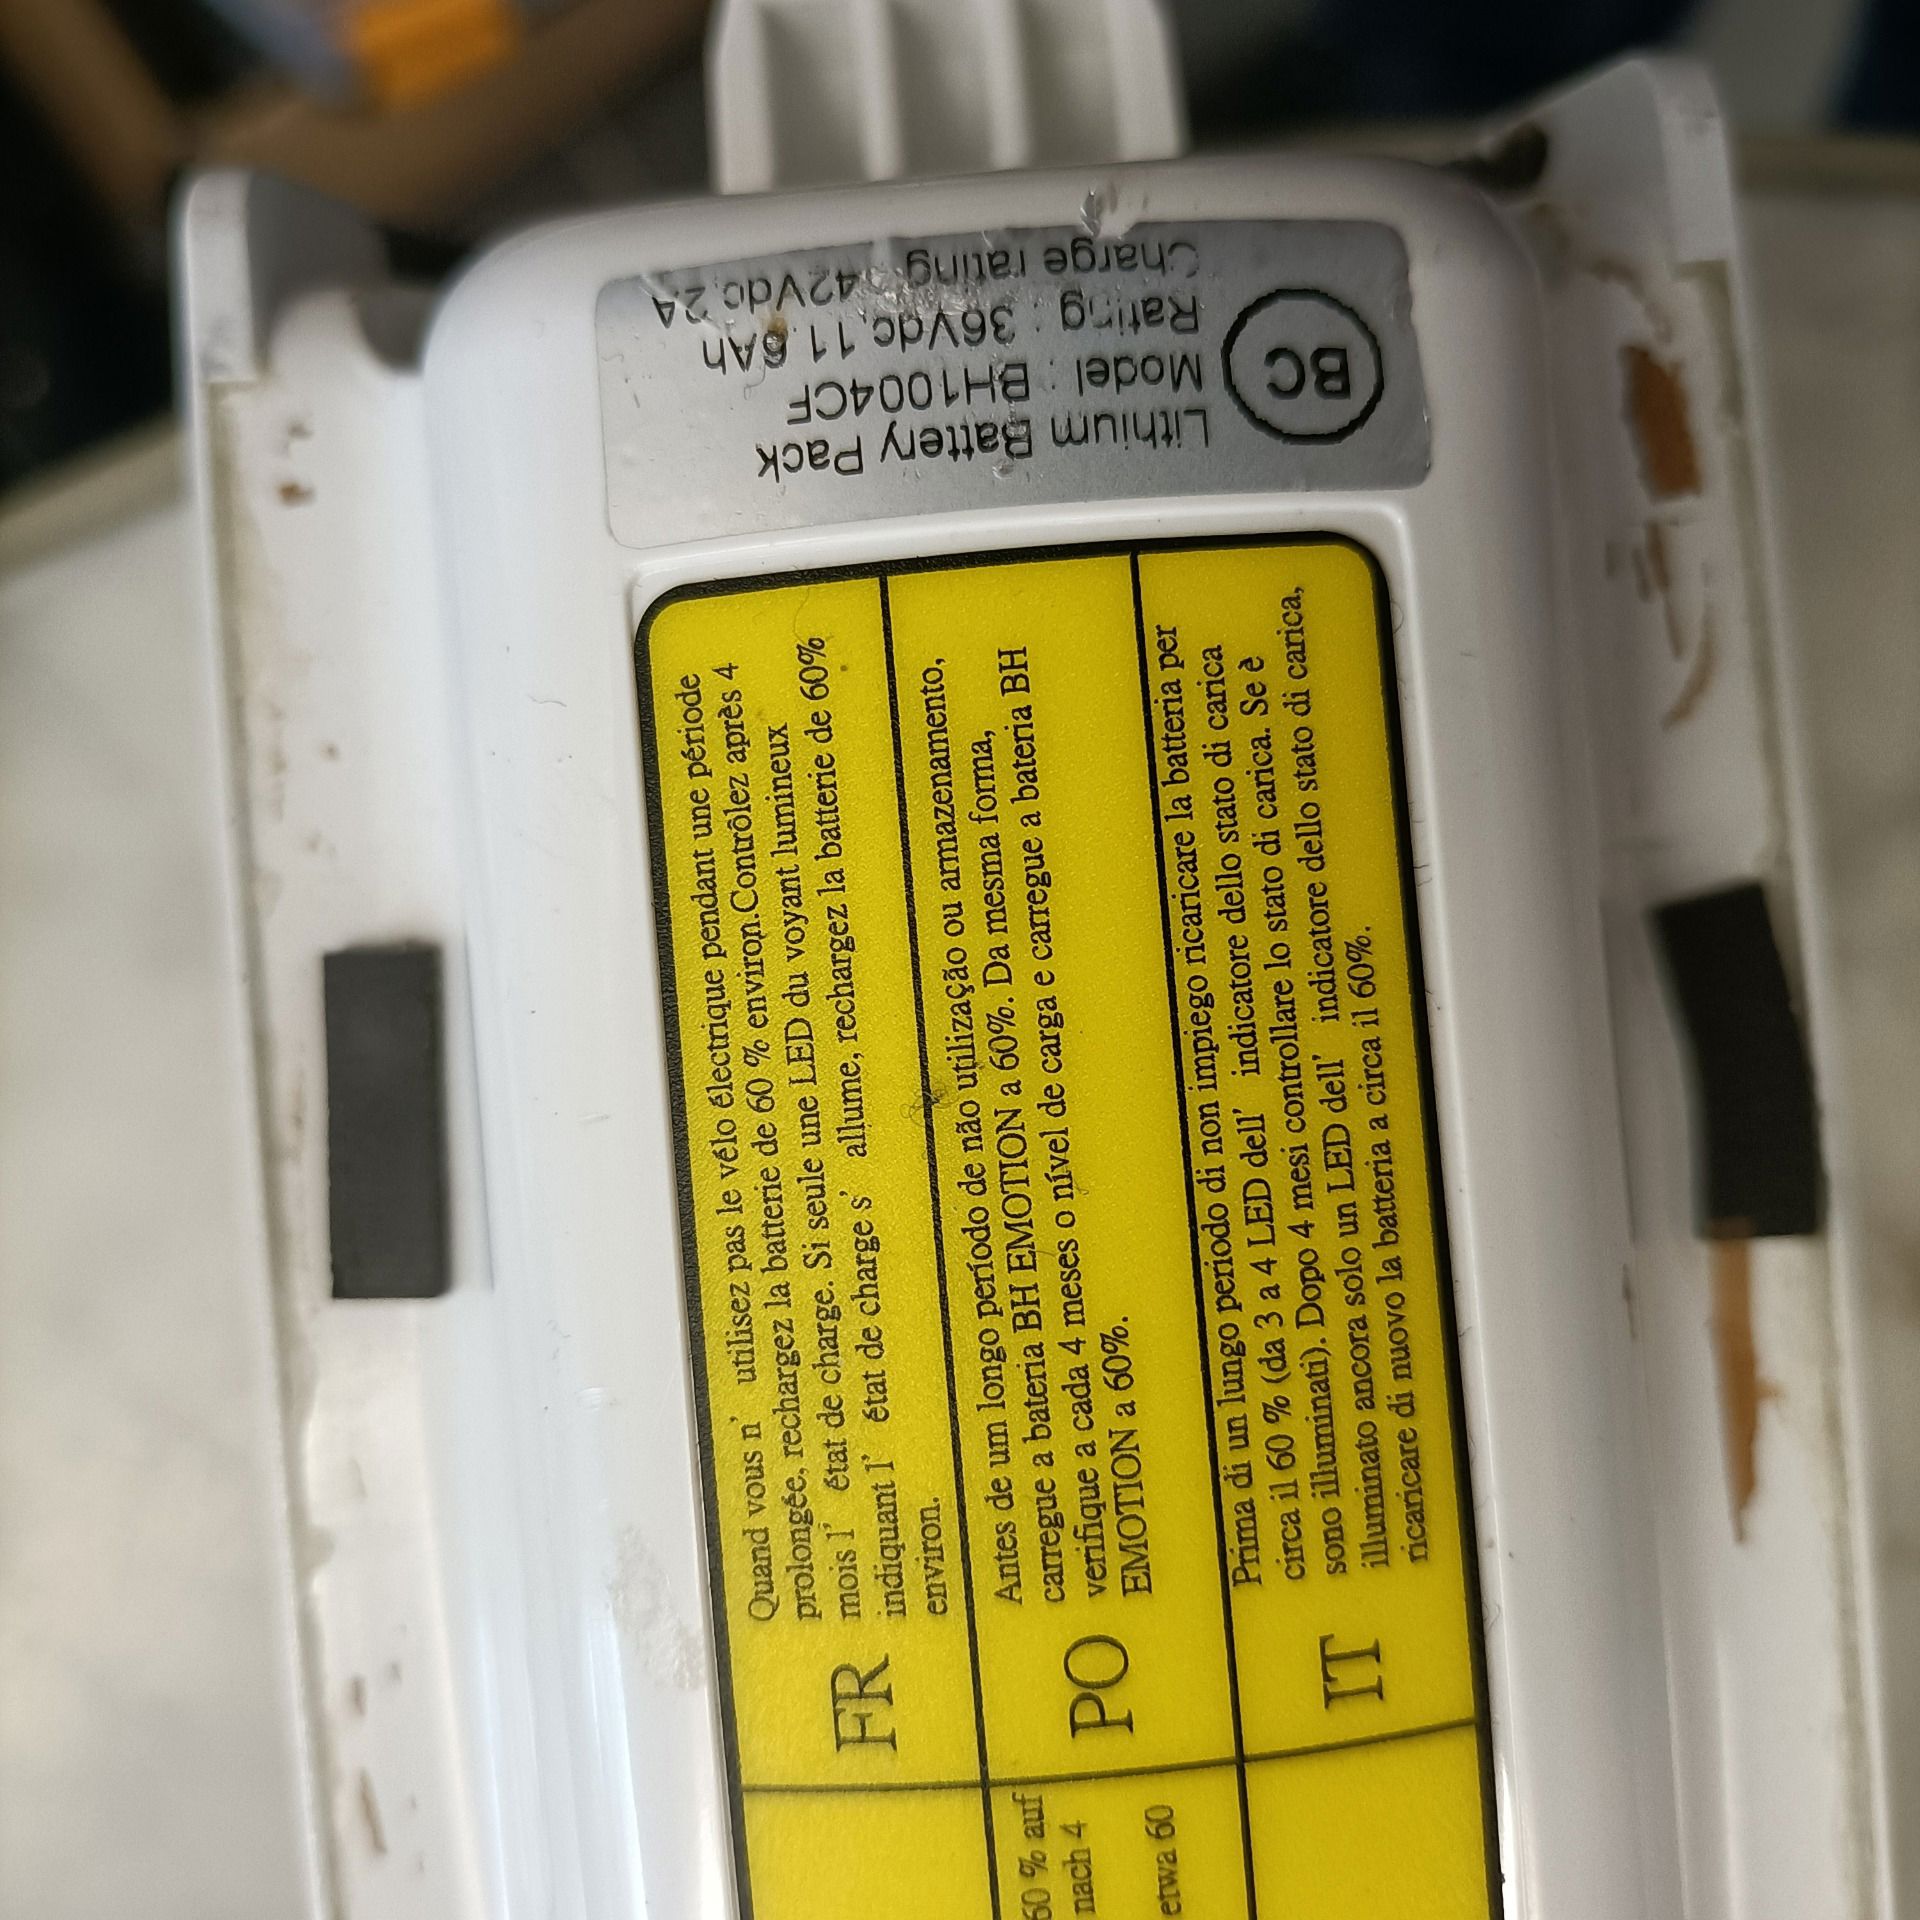 Lithium Battery Pack
Model : BH1004CF
Rating : 36Vdc.11.6Ah
Charge rating : 42Vdc.2A
BC
FR
Quand vous n' utilisez pas le vélo électrique pendant une période
prolongée, rechargez la batterie de 60 % environ.Contrôlez après 4
mois l' état de charge. Si seule une LED du voyant lumineux
indiquant l' état de charge s' allume, rechargez la batterie de 60%
environ.
PO
Antes de um longo período de não utilização ou armazenamento,
carregue a bateria BH EMOTION a 60%. Da mesma forma,
verifique a cada 4 meses o nível de carga e carregue a bateria BH
EMOTION a 60%.
IT
Prima di un lungo periodo di non impiego ricaricare la batteria per
circa il 60 % (da 3 a 4 LED dell' indicatore dello stato di carica
sono illuminati). Dopo 4 mesi controllare lo stato di carica. Se è
illuminato ancora solo un LED dell' indicatore dello stato di carica,
ricaricare di nuovo la batteria a circa il 60%.
60 % auf
nach 4
etwa 60